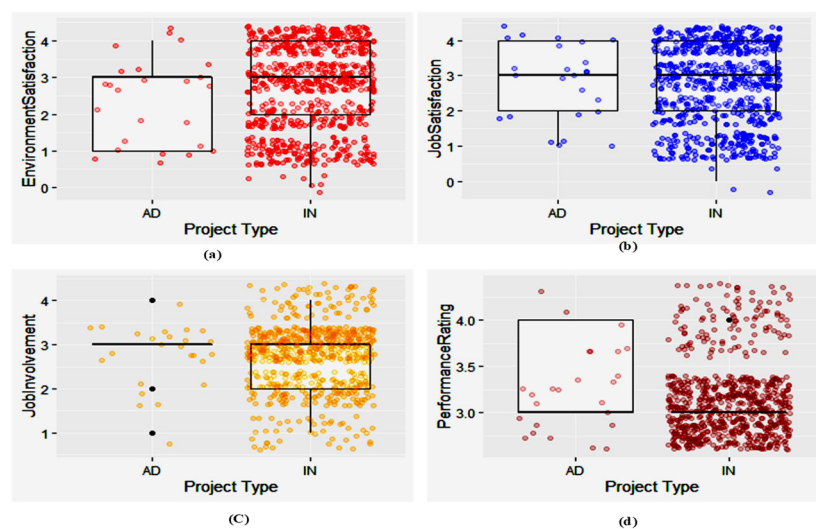 EnvironmentSatisfaction
4
3
2
1
0
AD IN
Project Type
(a)
JobSatisfaction
4
3
2
1
0
AD IN
Project Type
(b)
JobInvolvement
4
3
2
1
AD IN
Project Type
(C)
PerformanceRating
4.0
3.5
3.0
AD IN
Project Type
(d)